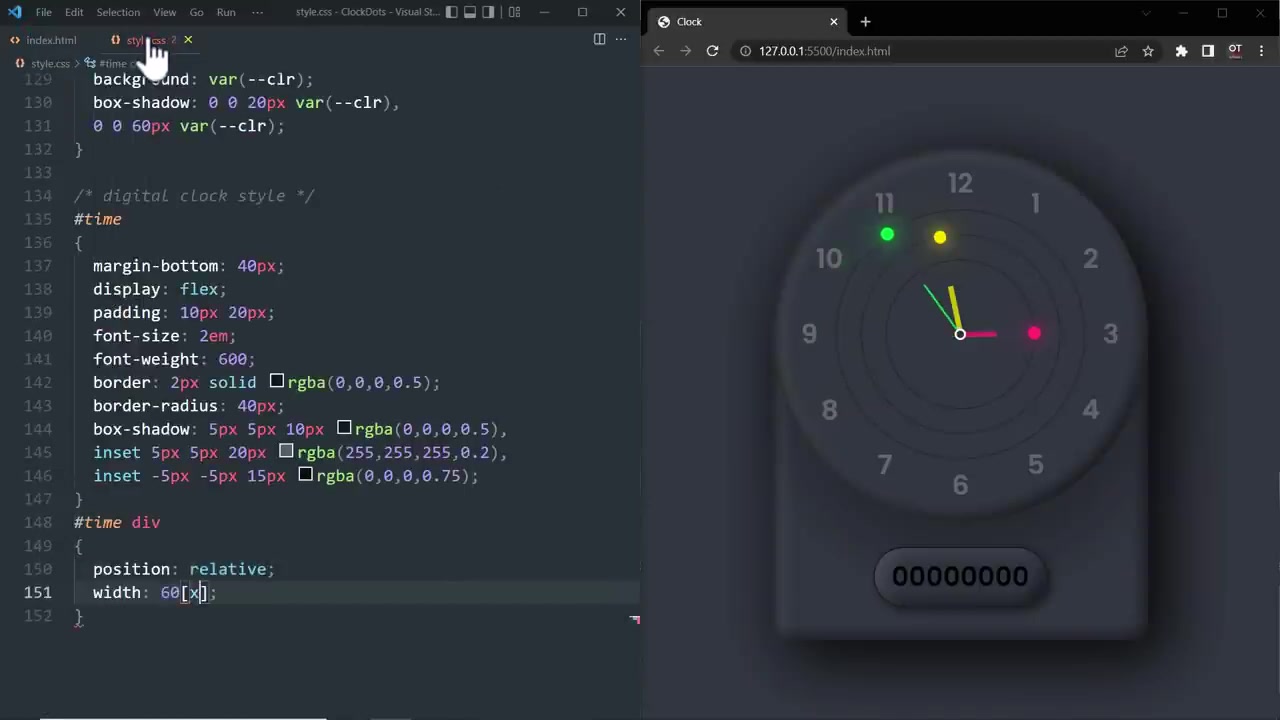 File Edit Selection View Go Run ··· style.css - ClockDots - Visual St...
Clock
index.html style.css 2
127.0.0.1:5500/index.html
OT
style.css > #time
129 background: var(--clr);
130 box-shadow: 0 0 20px var(--clr),
131 0 0 60px var(--clr);
132 }
133
134 /* digital clock style */
135 #time
136 {
137 margin-bottom: 40px;
138 display: flex;
139 padding: 10px 20px;
140 font-size: 2em;
141 font-weight: 600;
142 border: 2px solid rgba(0,0,0,0.5);
143 border-radius: 40px;
144 box-shadow: 5px 5px 10px rgba(0,0,0,0.5),
145 inset 5px 5px 20px rgba(255,255,255,0.2),
146 inset -5px -5px 15px rgba(0,0,0,0.75);
147 }
148 #time div
149 {
150 position: relative;
151 width: 60[x];
152 }
12
11 1
10 2
9 3
8 4
7 5
6
00000000